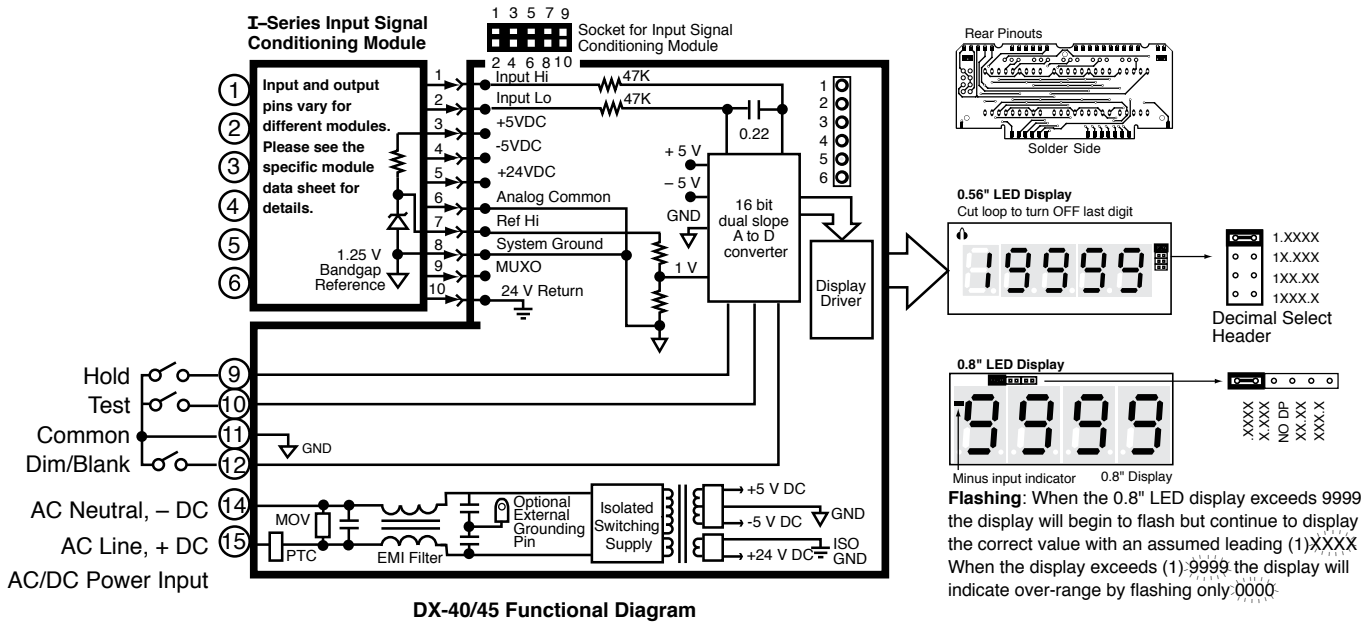 I–Series Input Signal
Conditioning Module
1 3 5 7 9
Socket for Input Signal
Conditioning Module
2 4 6 8 10
1
2
3
4
5
6
Input and output
pins vary for
different modules.
Please see the
specific module
data sheet for
details.
1.25 V
Bandgap
Reference
1
2
3
4
5
6
7
8
9
10
Input Hi
Input Lo
+5VDC
-5VDC
+24VDC
Analog Common
Ref Hi
System Ground
MUXO
24 V Return
47K
47K
0.22
+ 5 V
– 5 V
GND
1 V
16 bit
dual slope
A to D
converter
1
2
3
4
5
6
Display
Driver
Hold
Test
Common
Dim/Blank
9
10
11
12
GND
AC Neutral, – DC
AC Line, + DC
AC/DC Power Input
14
15
MOV
PTC
EMI Filter
Optional
External
Grounding
Pin
Isolated
Switching
Supply
+5 V DC
GND
-5 V DC
ISO
GND
+24 V DC
DX-40/45 Functional Diagram
Rear Pinouts
Solder Side
0.56" LED Display
Cut loop to turn OFF last digit
19999
1.XXXX
1X.XXX
1XX.XX
1XXX.X
Decimal Select
Header
0.8" LED Display
9999
Minus input indicator
0.8" Display
.XXXX
X.XXX
NO DP
XX.XX
XXX.X
Flashing: When the 0.8" LED display exceeds 9999
the display will begin to flash but continue to display
the correct value with an assumed leading (1)XXXX
When the display exceeds (1) 9999 the display will
indicate over-range by flashing only 0000